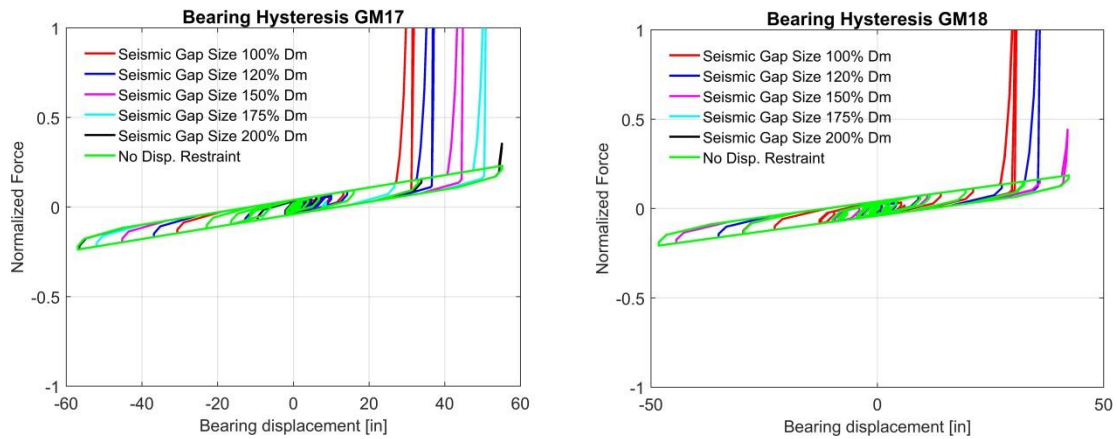 Bearing Hysteresis GM17
1
0.5
0
-0.5
-1
Normalized Force
Seismic Gap Size 100% Dm
Seismic Gap Size 120% Dm
Seismic Gap Size 150% Dm
Seismic Gap Size 175% Dm
Seismic Gap Size 200% Dm
No Disp. Restraint
-60 -40 -20 0 20 40 60
Bearing displacement [in]
Bearing Hysteresis GM18
1
0.5
0
-0.5
-1
Normalized Force
Seismic Gap Size 100% Dm
Seismic Gap Size 120% Dm
Seismic Gap Size 150% Dm
Seismic Gap Size 175% Dm
Seismic Gap Size 200% Dm
No Disp. Restraint
-50 0 50
Bearing displacement [in]